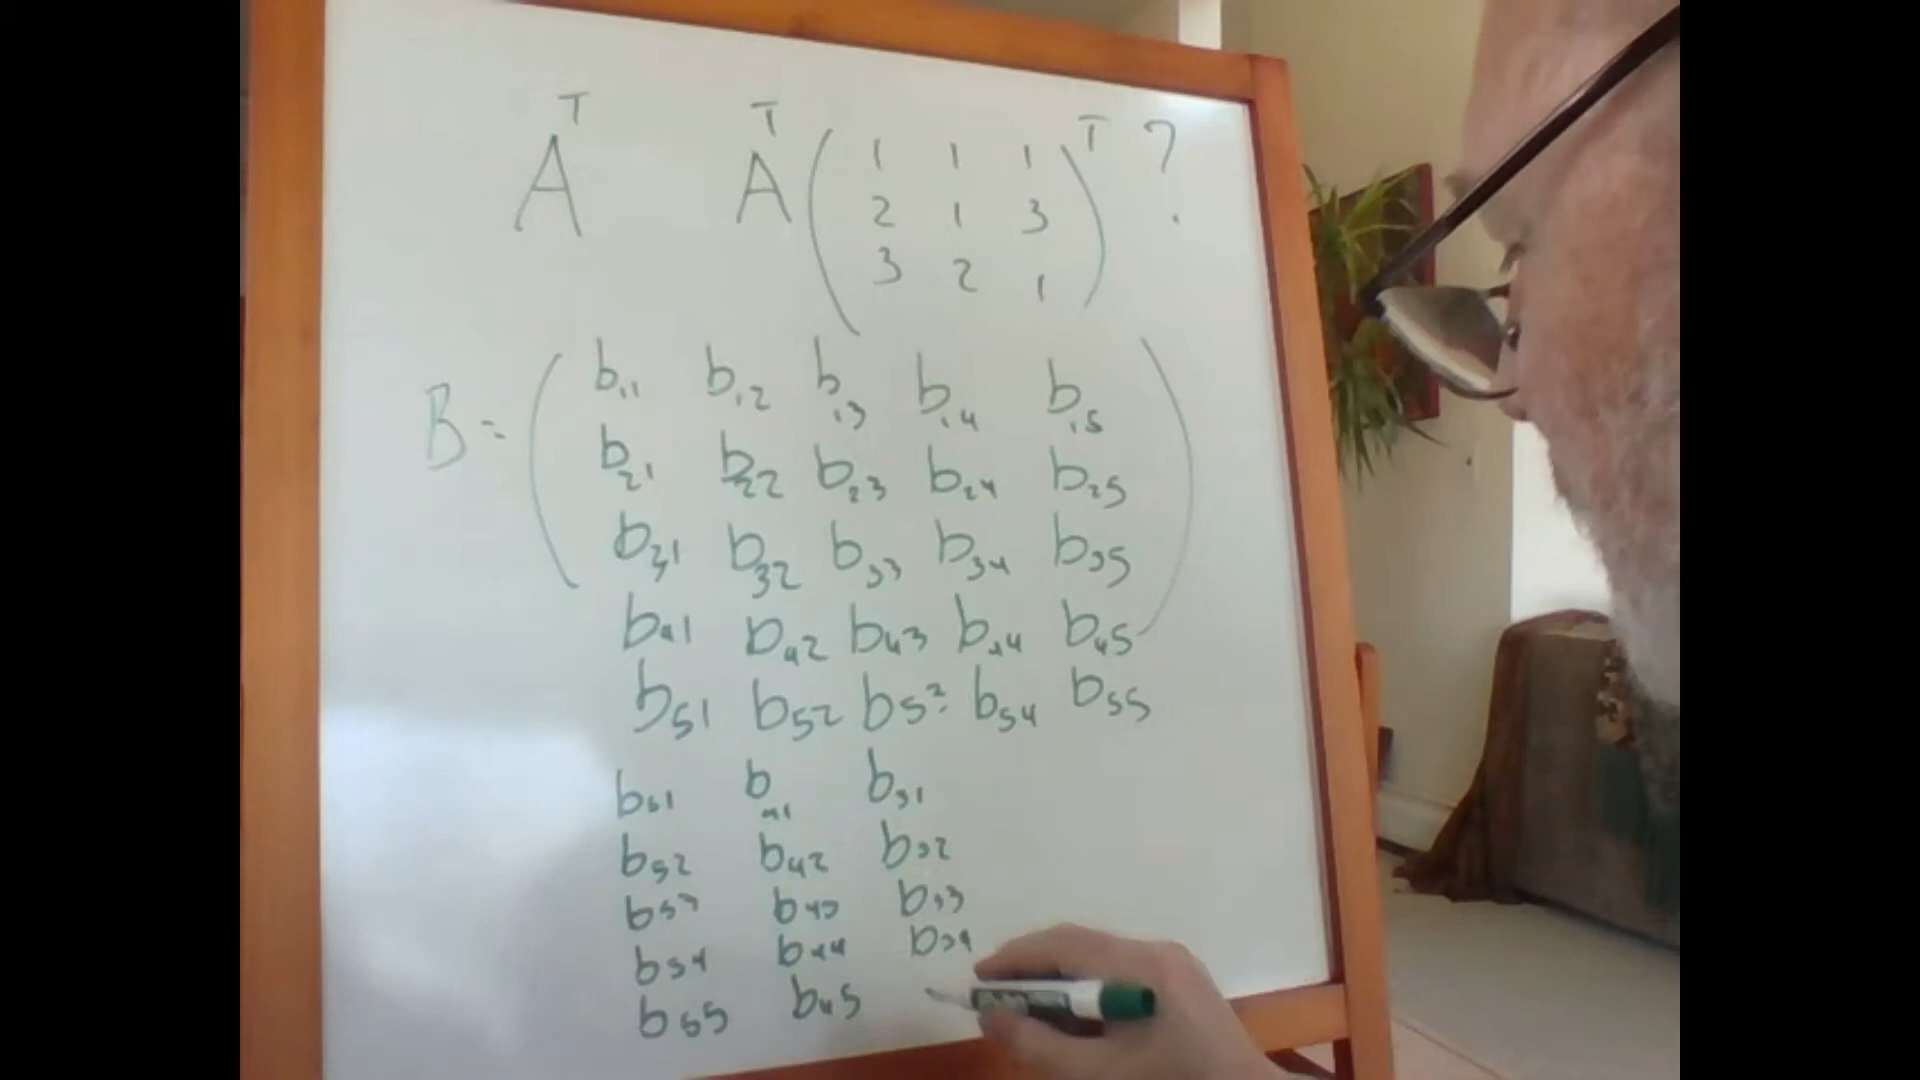 A^T A^T ( 1 1 1 )^T ?
2 1 3
3 2 1
B = ( b11 b12 b13 b14 b15 )
b21 b22 b23 b24 b25
b31 b32 b33 b34 b35
b41 b42 b43 b44 b45
b51 b52 b53 b54 b55
b51 b41 b31
b52 b42 b32
b53 b43 b33
b54 b44 b34
b55 b45